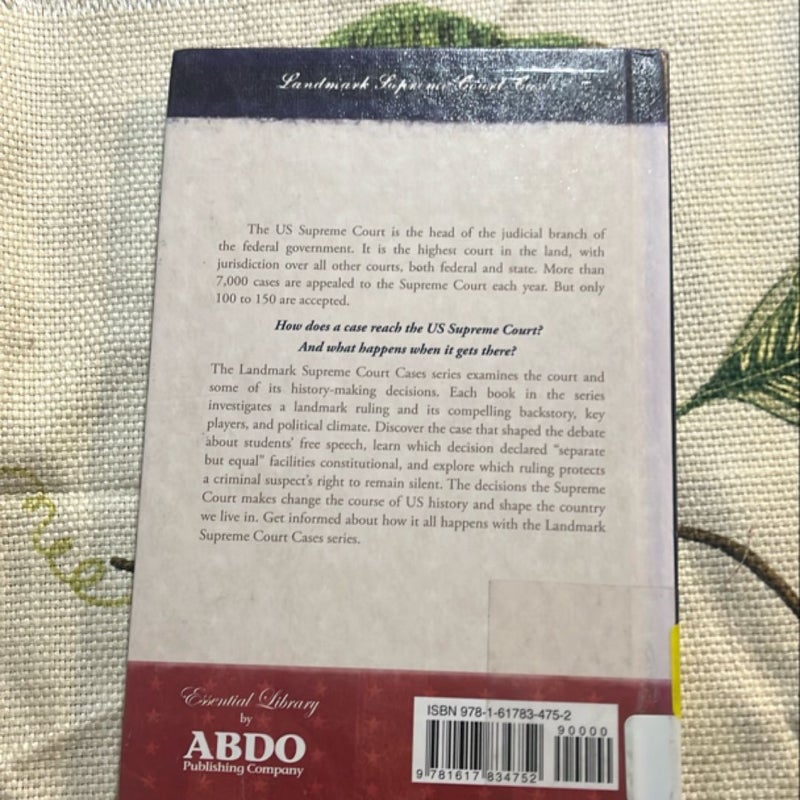 Landmark Supreme Court Cases
The US Supreme Court is the head of the judicial branch of
the federal government. It is the highest court in the land, with
jurisdiction over all other courts, both federal and state. More than
7,000 cases are appealed to the Supreme Court each year. But only
100 to 150 are accepted.
How does a case reach the US Supreme Court?
And what happens when it gets there?
The Landmark Supreme Court Cases series examines the court and
some of its history-making decisions. Each book in the series
investigates a landmark ruling and its compelling backstory, key
players, and political climate. Discover the case that shaped the debate
about students' free speech, learn which decision declared "separate
but equal" facilities constitutional, and explore which ruling protects
a criminal suspect's right to remain silent. The decisions the Supreme
Court makes change the course of US history and shape the country
we live in. Get informed about how it all happens with the Landmark
Supreme Court Cases series.
Essential Library
by
ABDO
Publishing Company
ISBN 978-1-61783-475-2
90000
9 781617 834752